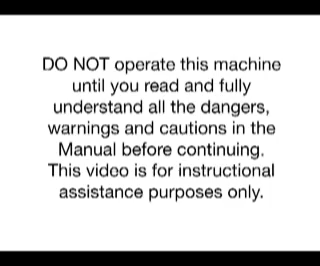 DO NOT operate this machine
until you read and fully
understand all the dangers,
warnings and cautions in the
Manual before continuing.
This video is for instructional
assistance purposes only.